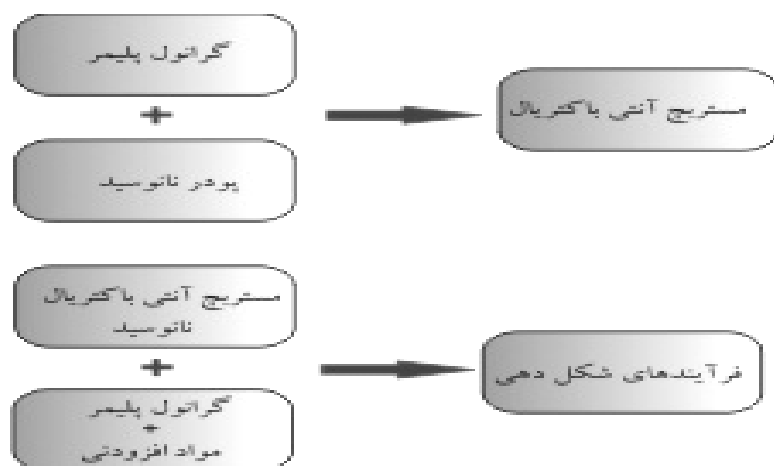 گرانول پلیمر
+
پودر نانوسید
مستربچ آنتی باکتریال
مستربچ آنتی باکتریال
نانوسید
+
گرانول پلیمر
+
مواد افزودنی
فرآیندهای شکل دهی